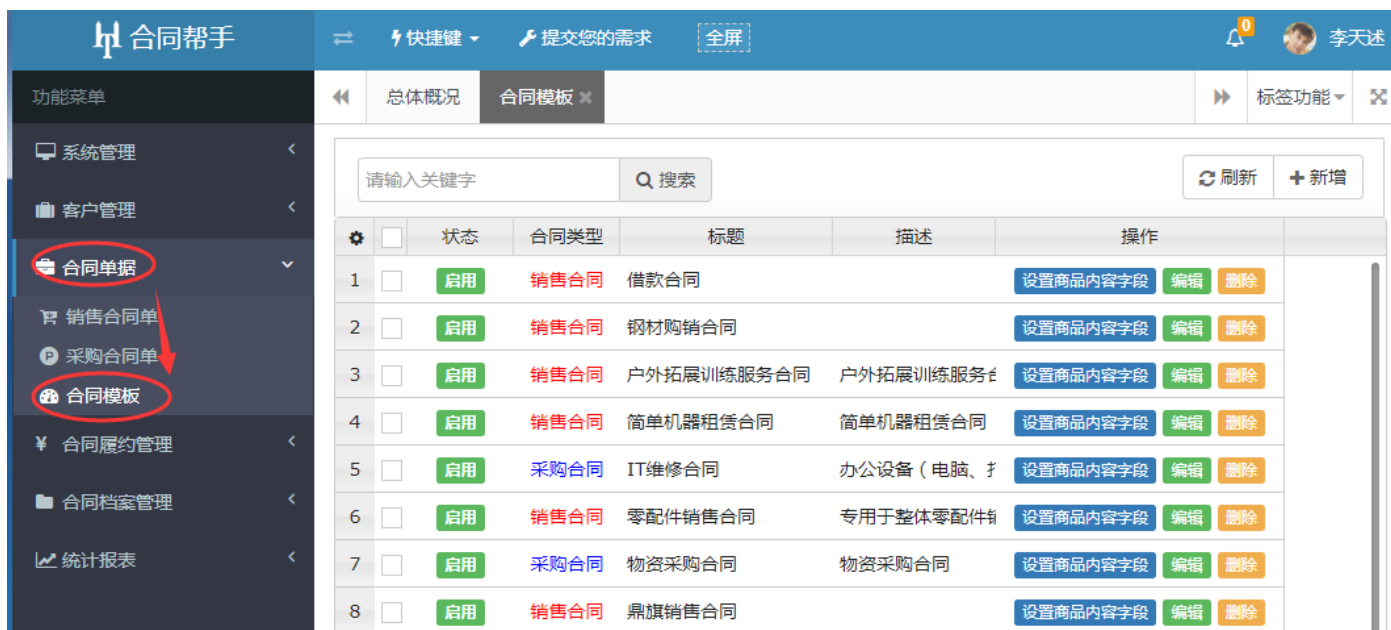 合同帮手
快捷键
提交您的需求
全屏
0
李天述
功能菜单
总体概况
合同模板
标签功能
系统管理
客户管理
合同单据
销售合同单
采购合同单
合同模板
合同履约管理
合同档案管理
统计报表
请输入关键字
搜索
刷新
新增
状态 合同类型 标题 描述 操作
1 启用 销售合同 借款合同 设置商品内容字段 编辑 删除
2 启用 销售合同 钢材购销合同 设置商品内容字段 编辑 删除
3 启用 销售合同 户外拓展训练服务合同 户外拓展训练服务 设置商品内容字段 编辑 删除
4 启用 销售合同 简单机器租赁合同 简单机器租赁合同 设置商品内容字段 编辑 删除
5 启用 采购合同 IT维修合同 办公设备（电脑、 设置商品内容字段 编辑 删除
6 启用 销售合同 零配件销售合同 专用于整体零配件 设置商品内容字段 编辑 删除
7 启用 采购合同 物资采购合同 物资采购合同 设置商品内容字段 编辑 删除
8 启用 销售合同 鼎旗销售合同 设置商品内容字段 编辑 删除